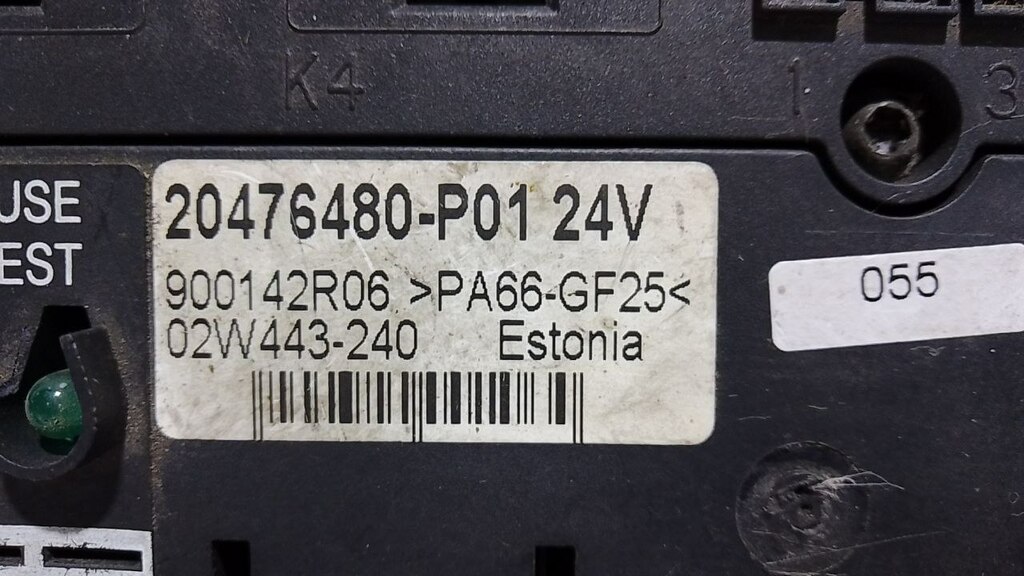 K4
1
3
USE
EST
20476480-P01 24V
900142R06 >PA66-GF25<
02W443-240 Estonia
055